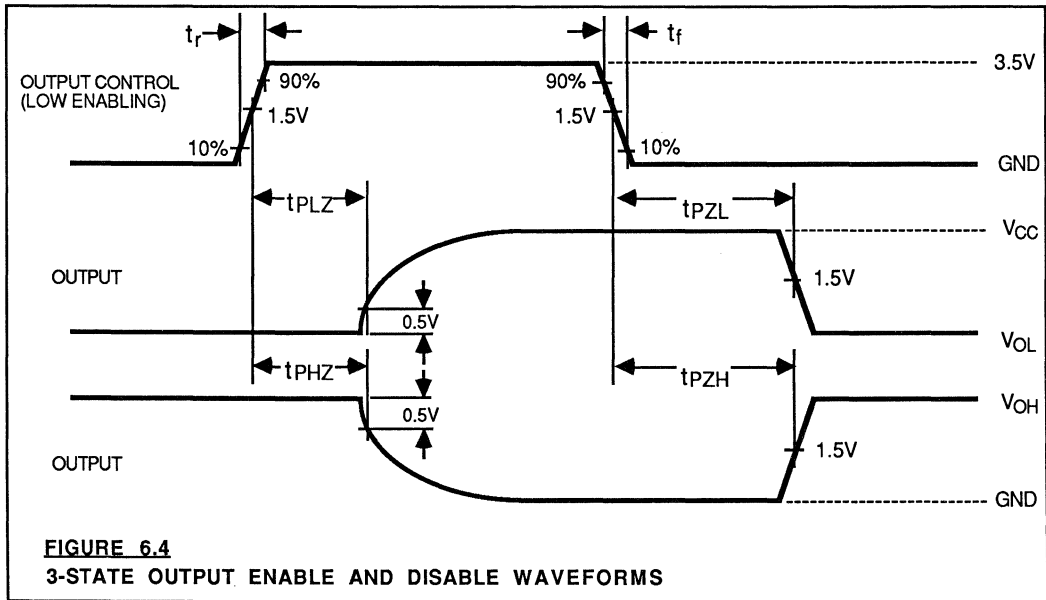 tr
tf
3.5V
OUTPUT CONTROL
(LOW ENABLING)
90%
90%
1.5V
1.5V
10%
10%
GND
tPLZ
tPZL
VCC
OUTPUT
1.5V
0.5V
VOL
tPHZ
tPZH
VOH
0.5V
OUTPUT
1.5V
GND
FIGURE 6.4
3-STATE OUTPUT ENABLE AND DISABLE WAVEFORMS